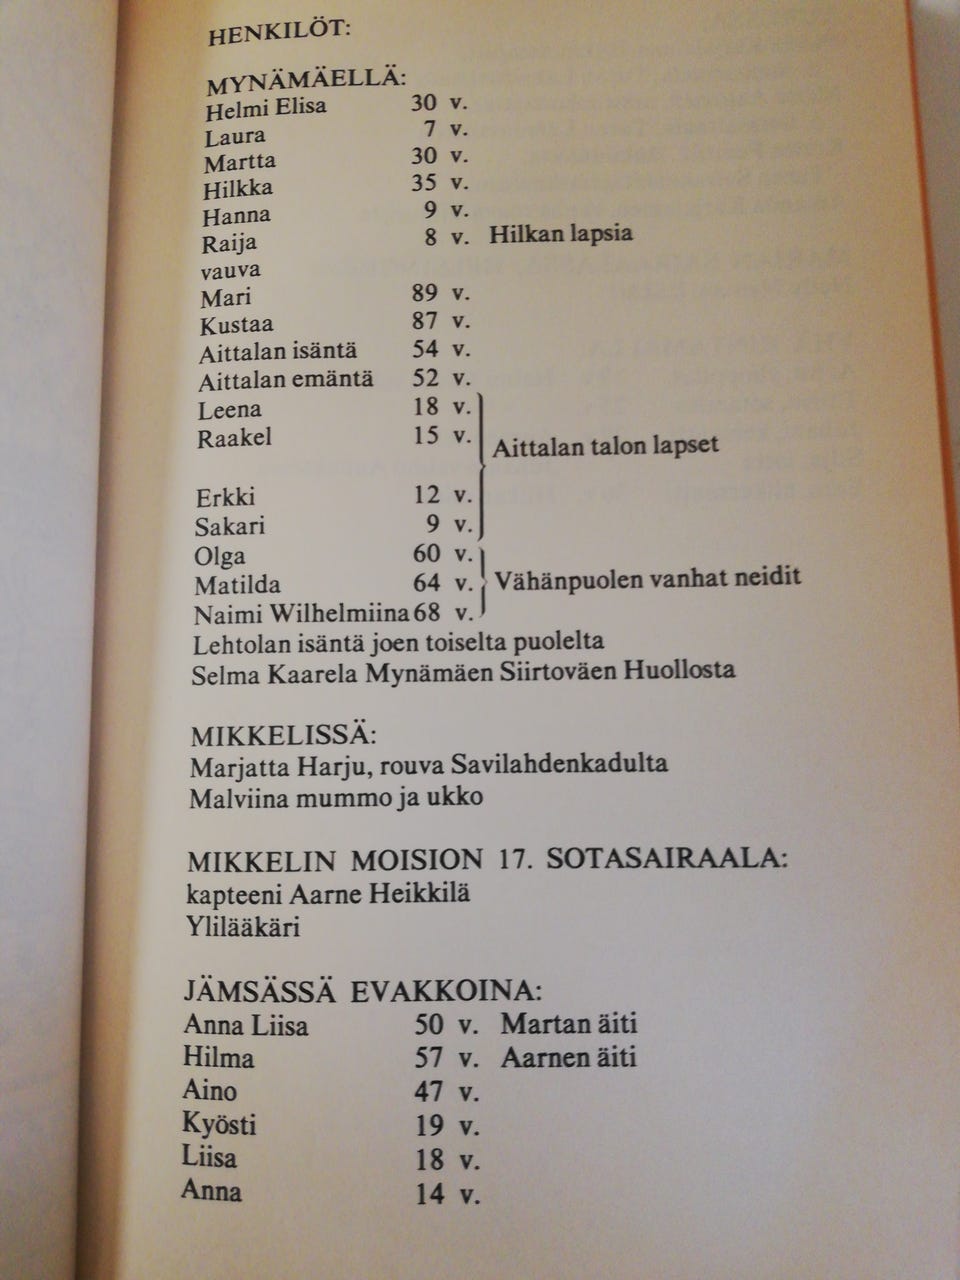 HENKILÖT:
MYNÄMÄELLÄ:
Helmi Elisa 30 v.
Laura 7 v.
Martta 30 v.
Hilkka 35 v.
Hanna 9 v.
Raija 8 v. Hilkan lapsia
vauva
Mari 89 v.
Kustaa 87 v.
Aittalan isäntä 54 v.
Aittalan emäntä 52 v.
Leena 18 v.
Raakel 15 v.
Aittalan talon lapset
Erkki 12 v.
Sakari 9 v.
Olga 60 v.
Matilda 64 v. Vähänpuolen vanhat neidit
Naimi Wilhelmiina 68 v.
Lehtolan isäntä joen toiselta puolelta
Selma Kaarela Mynämäen Siirtoväen Huollosta
MIKKELISSÄ:
Marjatta Harju, rouva Savilahdenkadulta
Malviina mummo ja ukko
MIKKELIN MOISION 17. SOTASAIRAALA:
kapteeni Aarne Heikkilä
Ylilääkäri
JÄMSÄSSÄ EVAKKOINA:
Anna Liisa 50 v. Martan äiti
Hilma 57 v. Aarnen äiti
Aino 47 v.
Kyösti 19 v.
Liisa 18 v.
Anna 14 v.